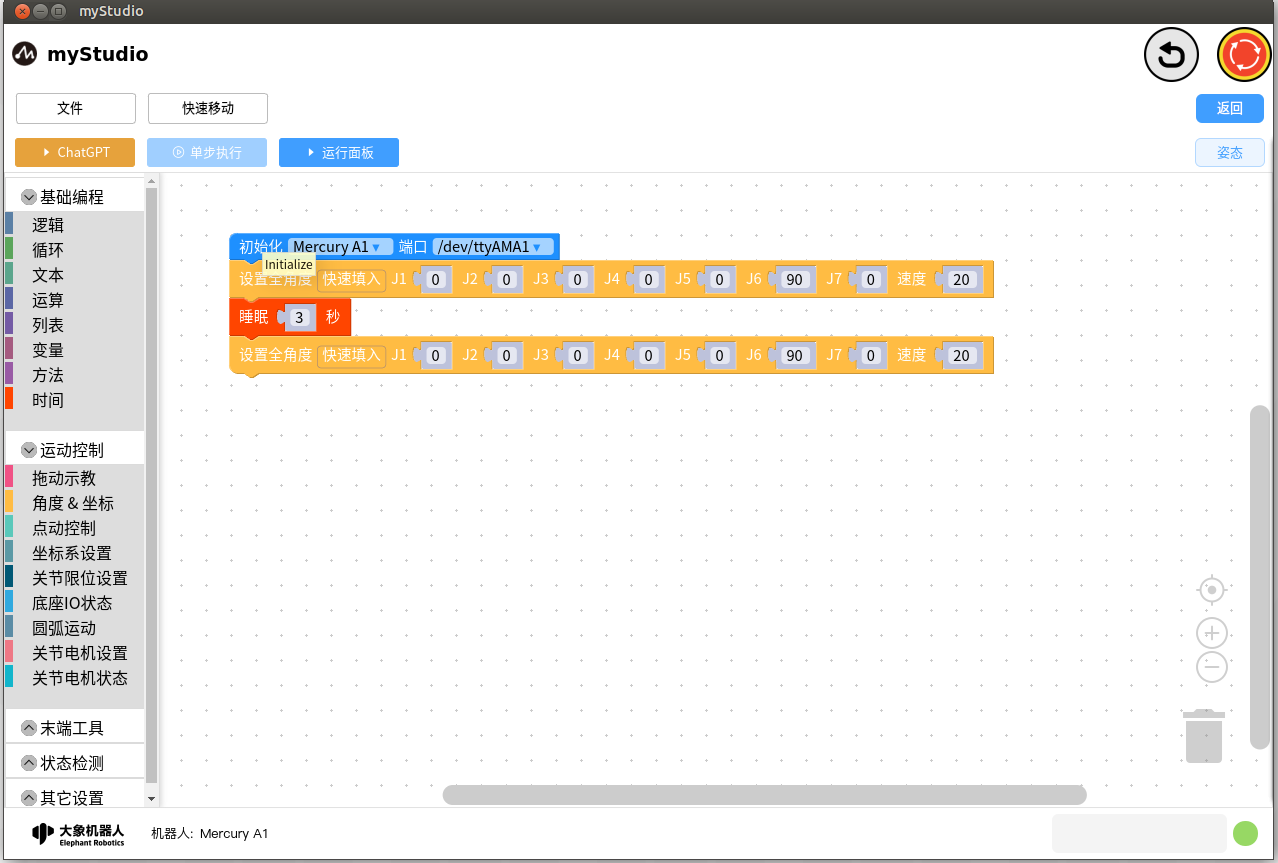 myStudio
myStudio
文件
快速移动
返回
ChatGPT
单步执行
运行面板
姿态
基础编程
逻辑
循环
文本
运算
列表
变量
方法
时间
运动控制
拖动示教
角度 & 坐标
点动控制
坐标系设置
关节限位设置
底座IO状态
圆弧运动
关节电机设置
关节电机状态
末端工具
状态检测
其它设置
初始化 Mercury A1 端口 /dev/ttyAMA1
Initialize
设置全角度 快速填入 J1 0 J2 0 J3 0 J4 0 J5 0 J6 90 J7 0 速度 20
睡眠 3 秒
设置全角度 快速填入 J1 0 J2 0 J3 0 J4 0 J5 0 J6 90 J7 0 速度 20
大象机器人
Elephant Robotics
机器人: Mercury A1